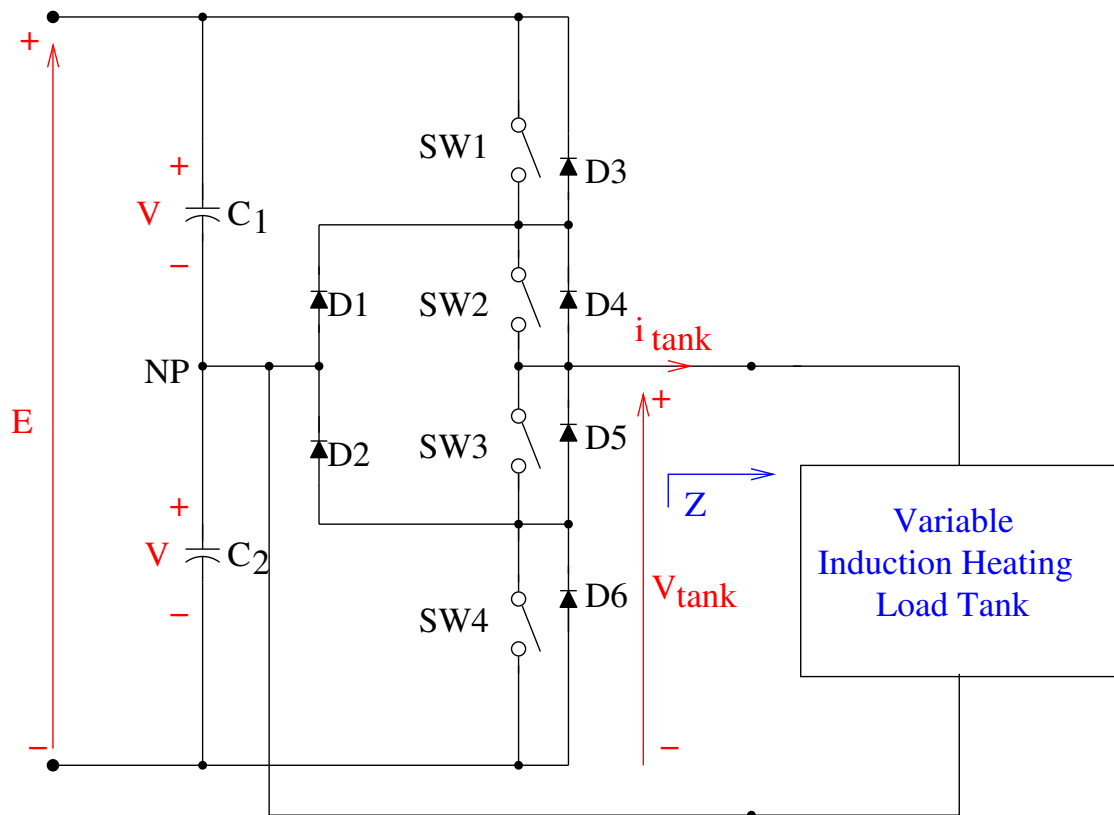 +
SW1
D3
+
V
C1
−
D1
SW2
D4
i tank
NP
+
E
SW3
D5
D2
Z
+
V
C2
Variable
Induction Heating
Load Tank
Vtank
D6
SW4
−
−
−